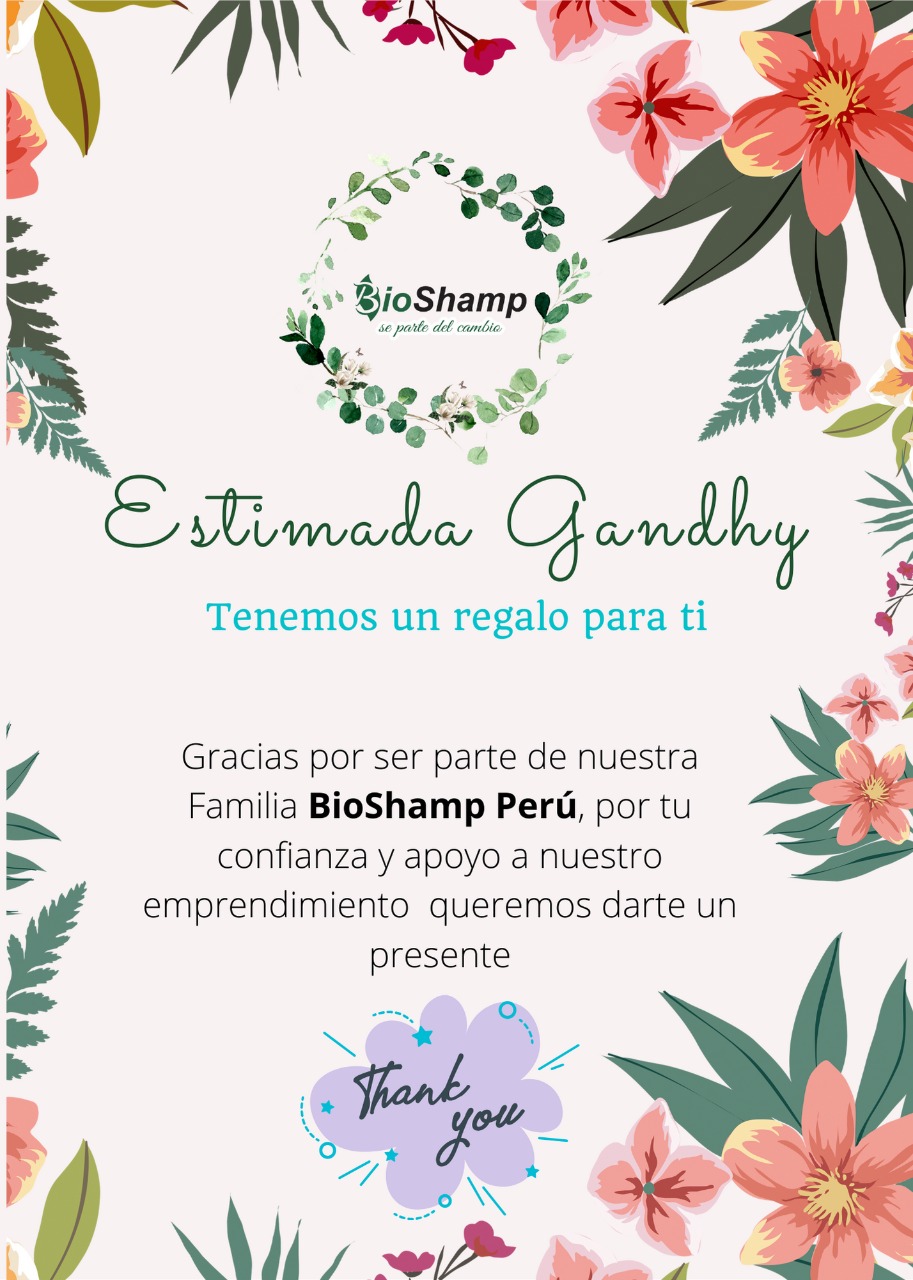 BioShamp
se parte del cambio
Estimada Gandhy
Tenemos un regalo para ti
Gracias por ser parte de nuestra
Familia BioShamp Perú, por tu
confianza y apoyo a nuestro
emprendimiento queremos darte un
presente
Thank
you